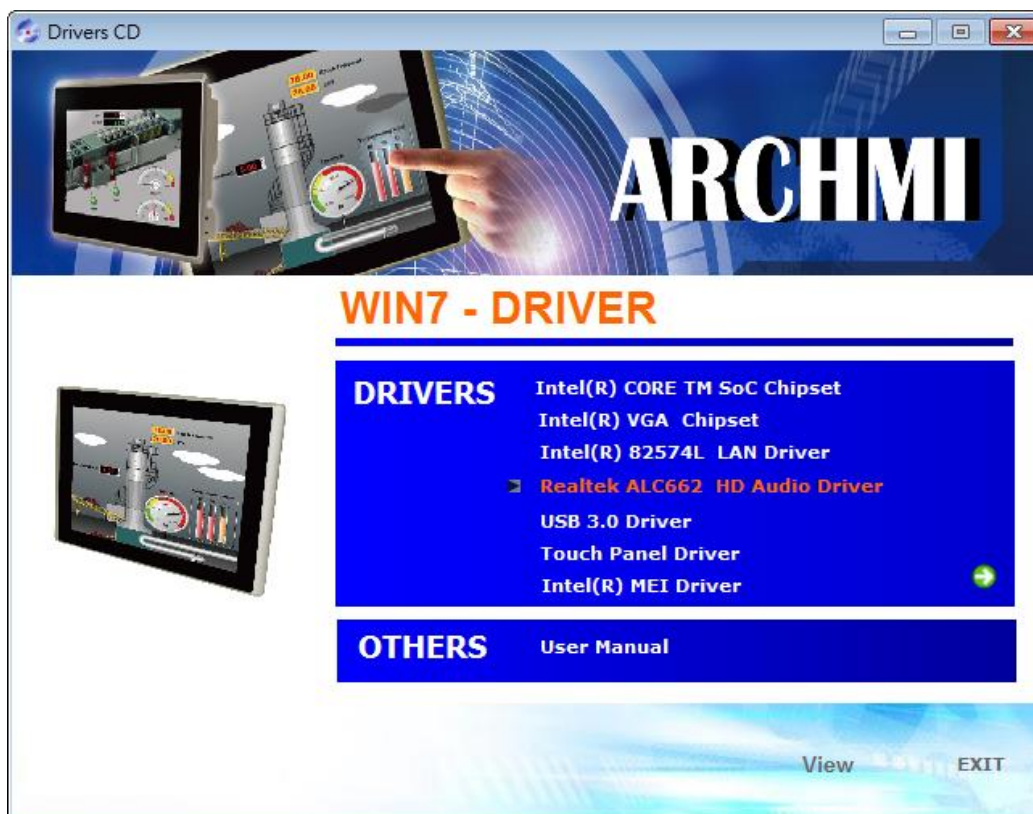 Drivers CD
ARCHMI
WIN7 - DRIVER
DRIVERS
Intel(R) CORE TM SoC Chipset
Intel(R) VGA  Chipset
Intel(R) 82574L  LAN Driver
Realtek ALC662  HD Audio Driver
USB 3.0 Driver
Touch Panel Driver
Intel(R) MEI Driver
OTHERS
User Manual
View
EXIT